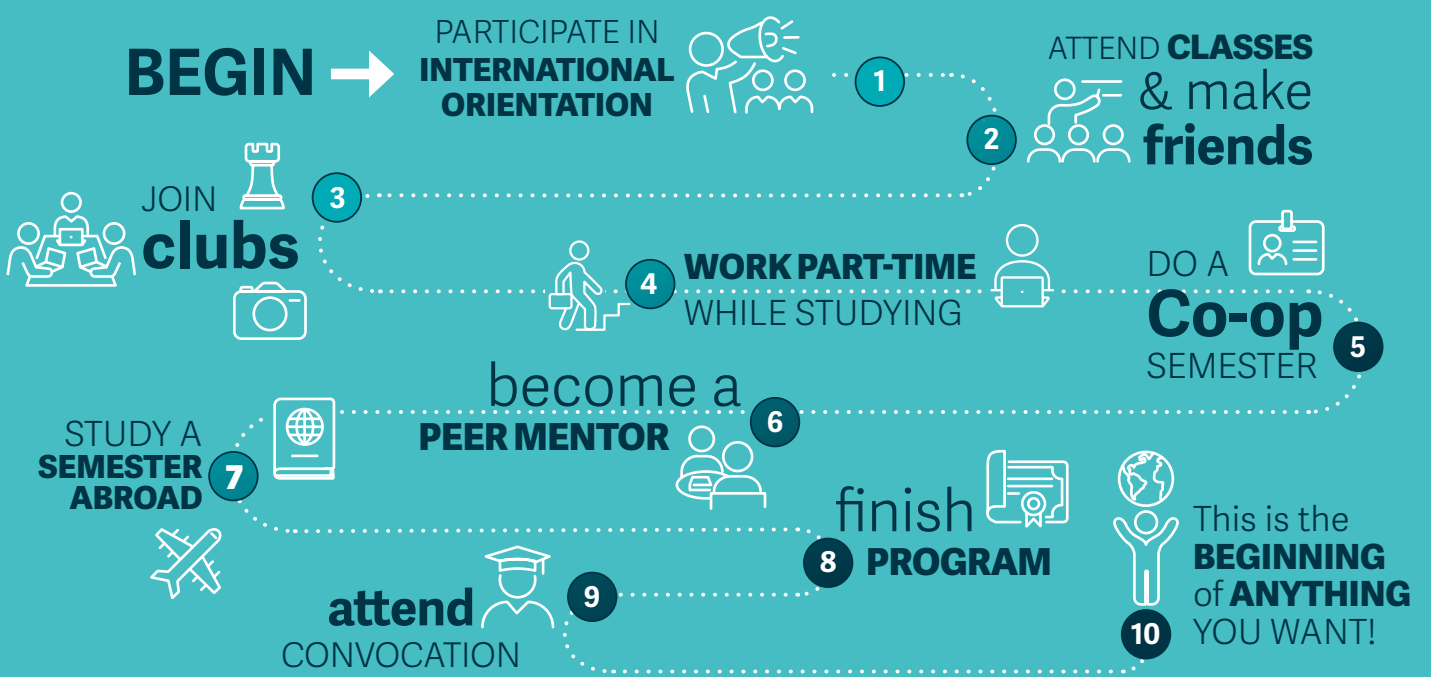 BEGIN
PARTICIPATE IN
INTERNATIONAL
ORIENTATION
1
2
ATTEND CLASSES
& make
friends
3
JOIN
clubs
4
WORK PART-TIME
WHILE STUDYING
DO A
Co-op
SEMESTER
5
become a
PEER MENTOR
6
STUDY A
SEMESTER
ABROAD
7
finish
PROGRAM
8
attend
CONVOCATION
9
10
This is the
BEGINNING
of ANYTHING
YOU WANT!